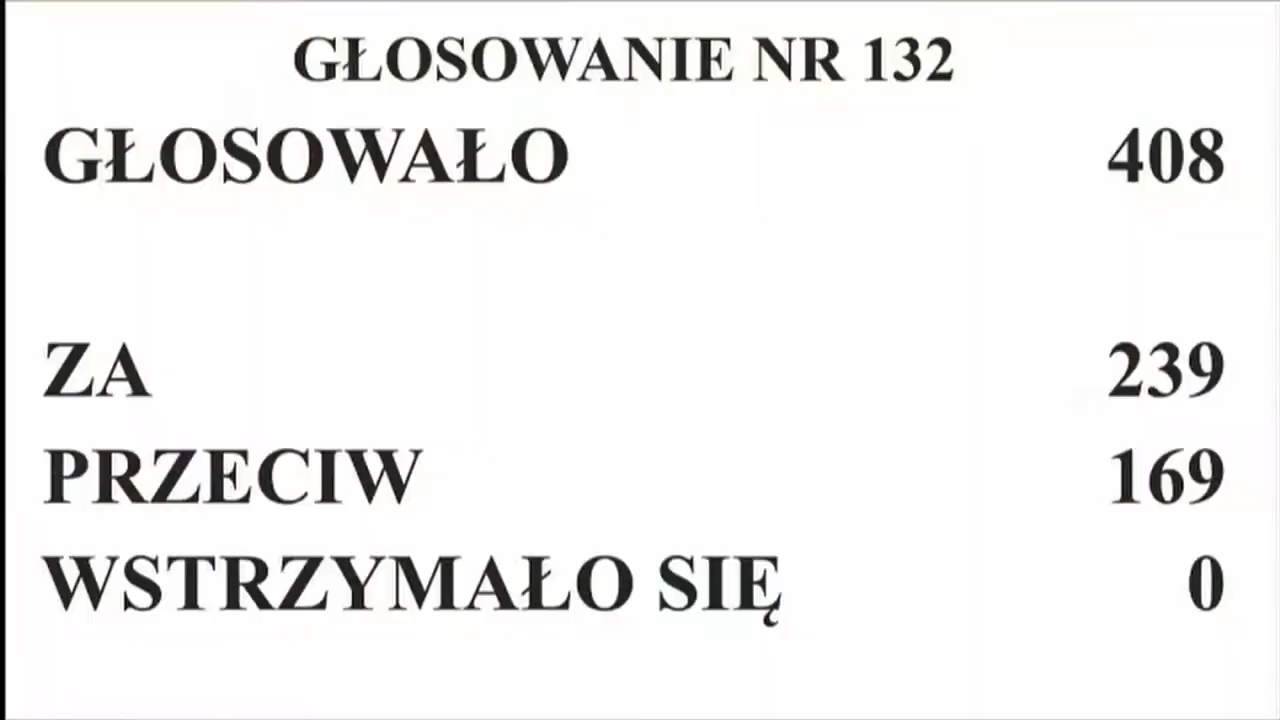 GŁOSOWANIE NR 132
GŁOSOWAŁO 408
ZA 239
PRZECIW 169
WSTRZYMAŁO SIĘ 0